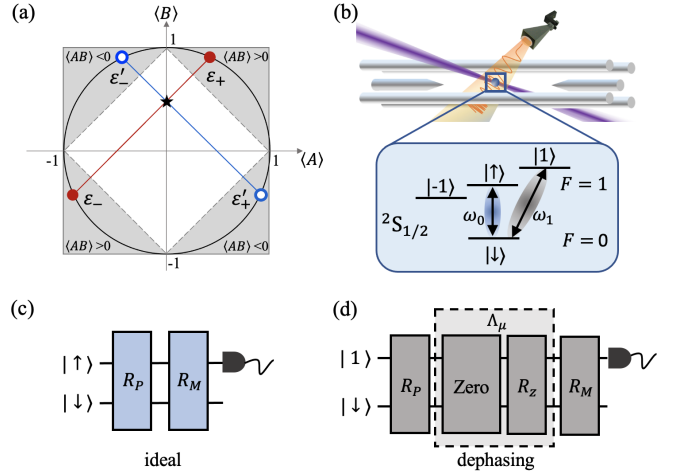 (a)
⟨B⟩
1
⟨AB⟩<0
⟨AB⟩>0
ε′₋
ε₊
-1
1
⟨A⟩
ε₋
ε′₊
⟨AB⟩>0
⟨AB⟩<0
-1
(b)
|1⟩
|↑⟩
|-1⟩
F = 1
²S₁/₂
ω₀
ω₁
F = 0
|↓⟩
(c)
|↑⟩
|↓⟩
R_P
R_M
ideal
(d)
Λ_μ
|1⟩
|↓⟩
R_P
Zero
R_z
R_M
dephasing